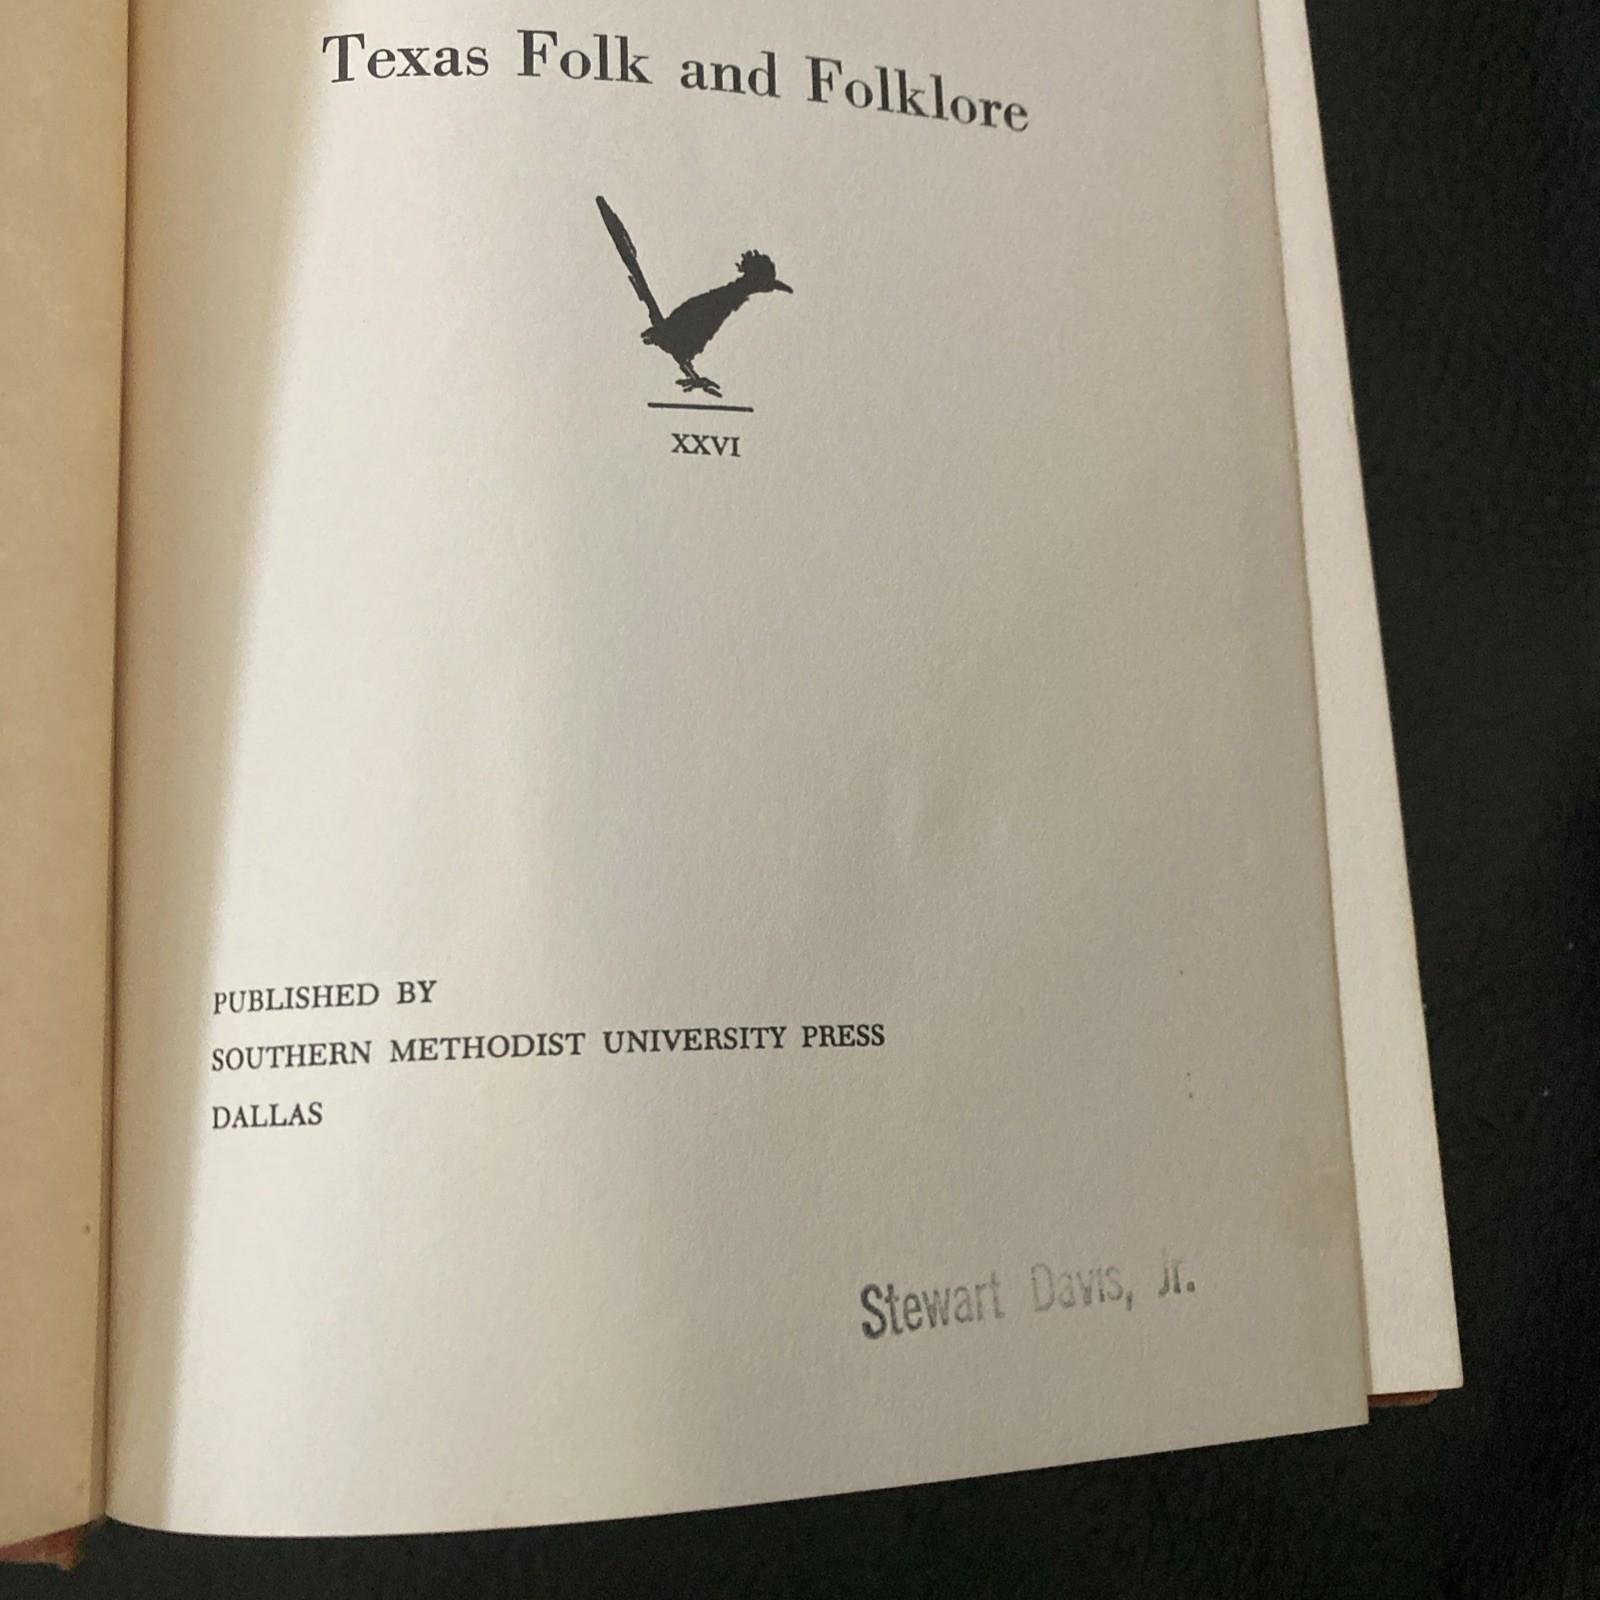 Texas Folk and Folklore
XXVI
PUBLISHED BY
SOUTHERN METHODIST UNIVERSITY PRESS
DALLAS
Stewart Davis, Jr.